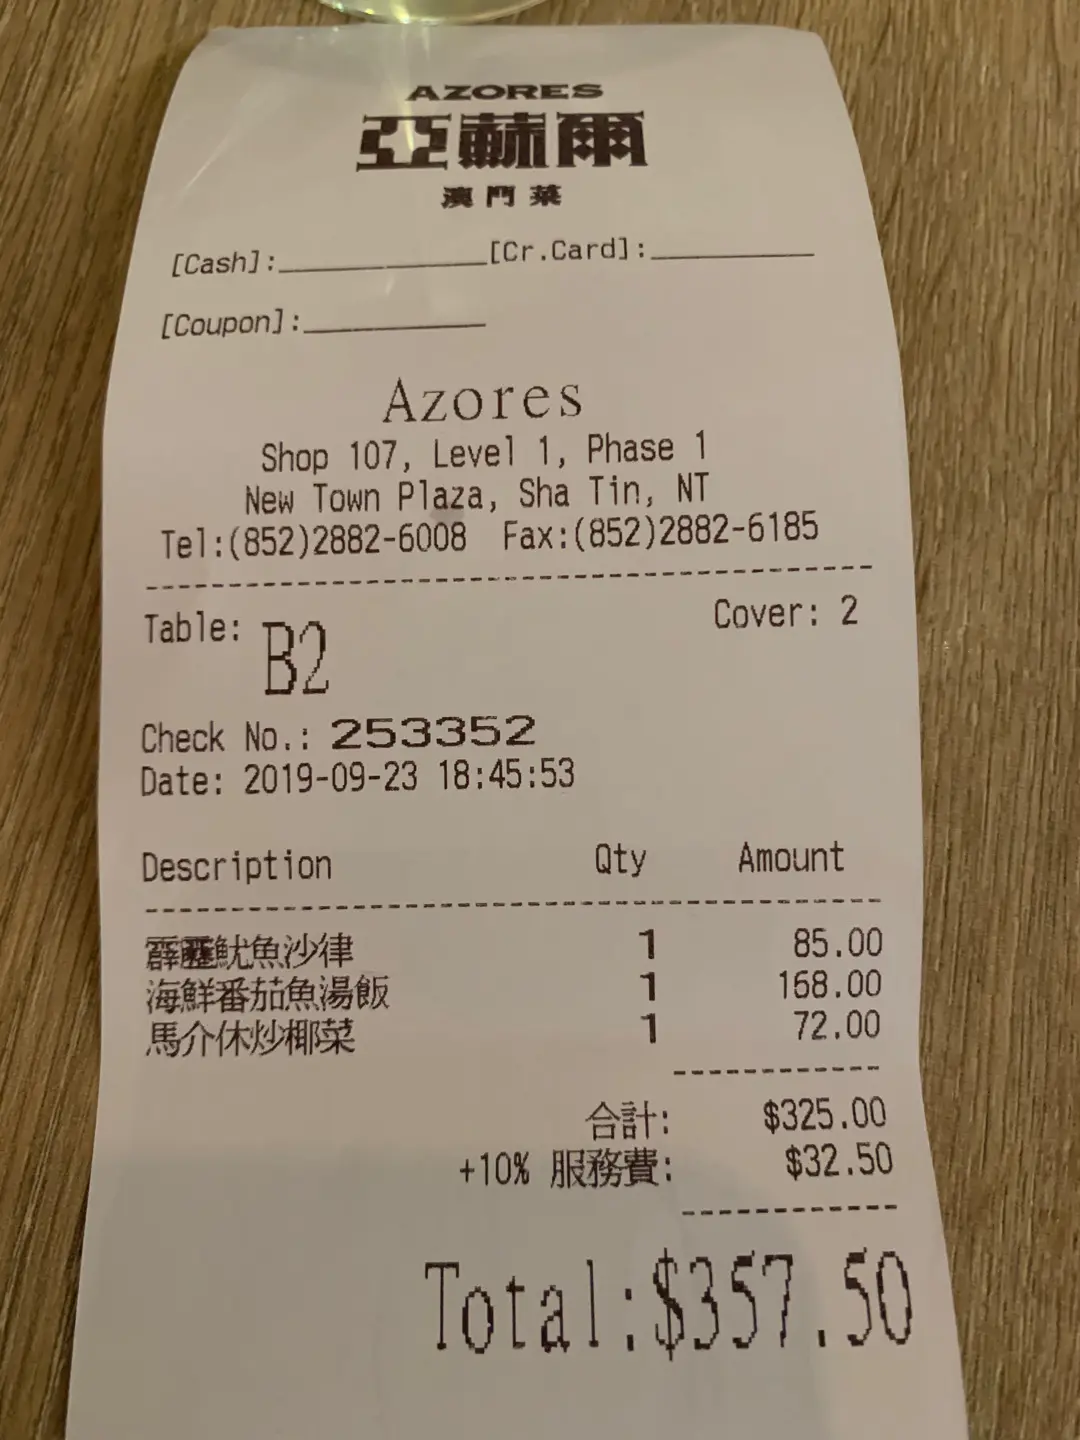 AZORES
亞蘇爾
澳門菜
[Cash]:____________[Cr.Card]:__________
[Coupon]:___________
Azores
Shop 107, Level 1, Phase 1
New Town Plaza, Sha Tin, NT
Tel:(852)2882-6008 Fax:(852)2882-6185
Table: B2 Cover: 2
Check No.: 253352
Date: 2019-09-23 18:45:53
Description Qty Amount
霹靂魷魚沙律 1 85.00
海鮮番茄魚湯飯 1 168.00
馬介休炒椰菜 1 72.00
合計: $325.00
+10% 服務費: $32.50
Total:$357.50